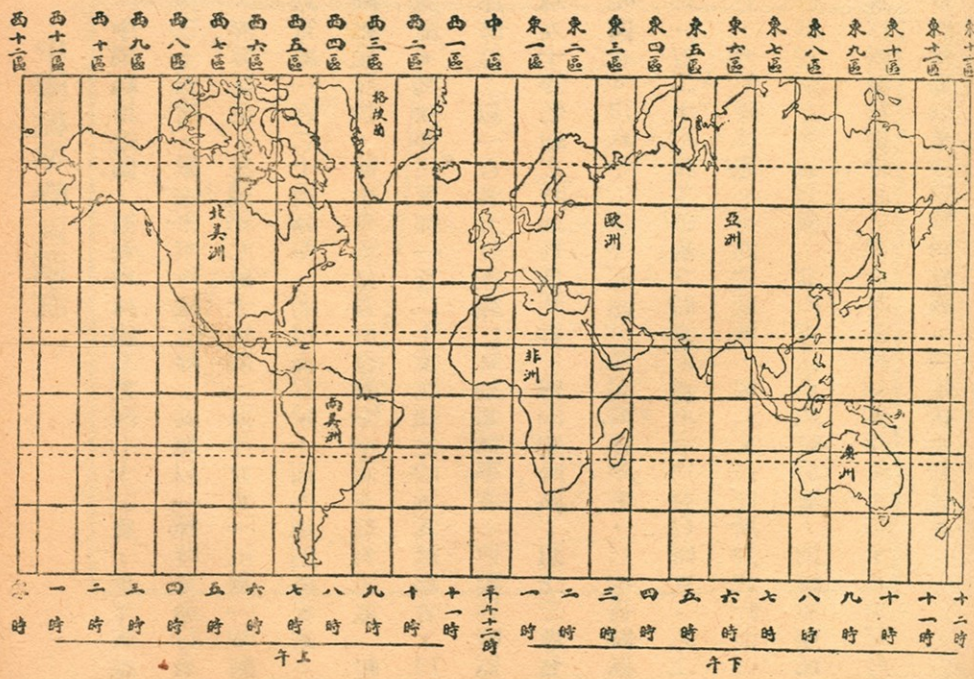 西十二區
西十一區
西十區
西九區
西八區
西七區
西六區
西五區
西四區
西三區
西二區
西一區
中區
東一區
東二區
東三區
東四區
東五區
東六區
東七區
東八區
東九區
東十區
東十一區
格陵蘭
北美洲
歐洲
亞洲
非洲
南美洲
澳洲
一時
二時
三時
四時
五時
六時
七時
八時
九時
十時
十一時
平午十二時
一時
二時
三時
四時
五時
六時
七時
八時
九時
十時
十一時
十二時
午上
午下